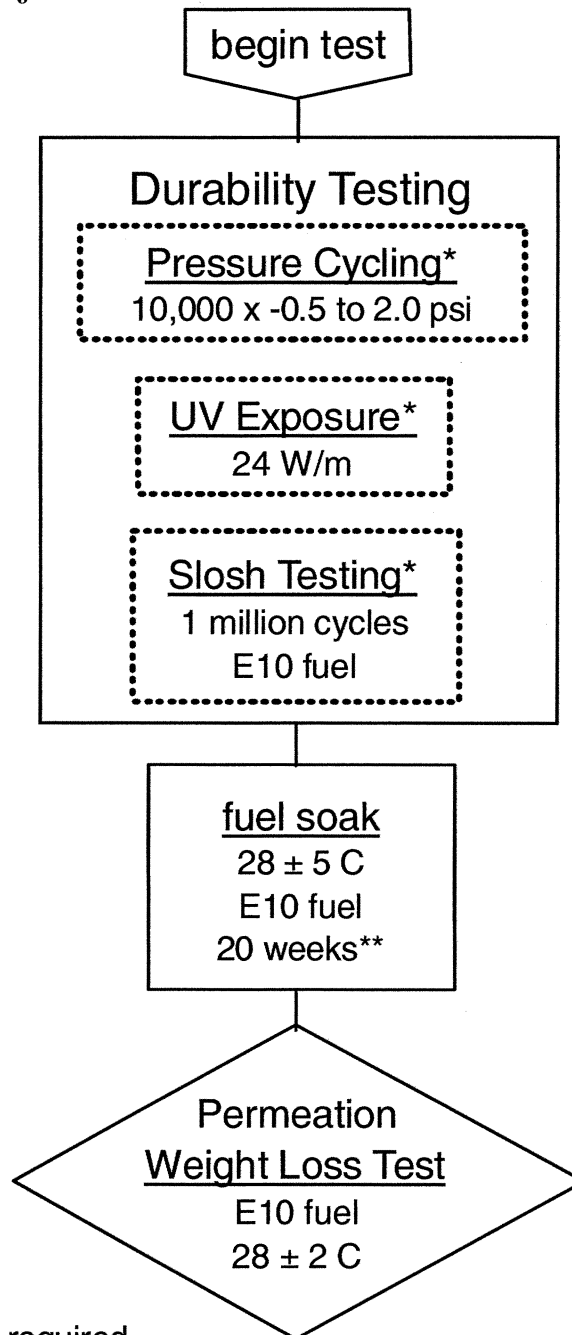 begin test
Durability Testing
Pressure Cycling*
10,000 x -0.5 to 2.0 psi
UV Exposure*
24 W/m
Slosh Testing*
1 million cycles
E10 fuel
fuel soak
28 ± 5 C
E10 fuel
20 weeks**
Permeation
Weight Loss Test
E10 fuel
28 ± 2 C
required